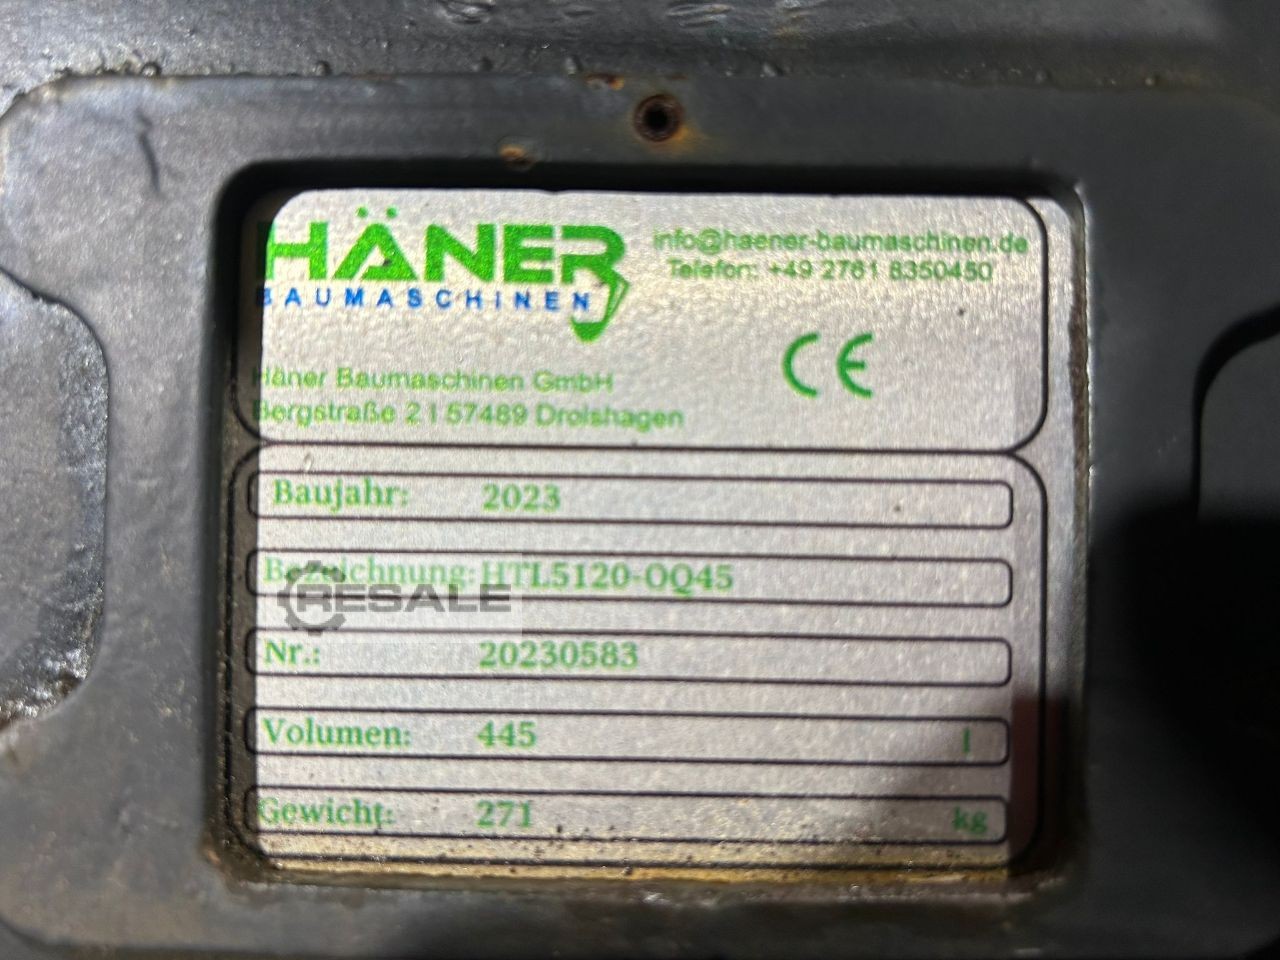 HÄNER
BAUMASCHINEN
info@haener-baumaschinen.de
Telefon: +49 2761 8350450
CE
Häner Baumaschinen GmbH
Bergstraße 2 I 57489 Drolshagen
Baujahr: 2023
Bezeichnung: HTL5120-OQ45
RESALE
Nr.: 20230583
Volumen: 445 l
Gewicht: 271 kg